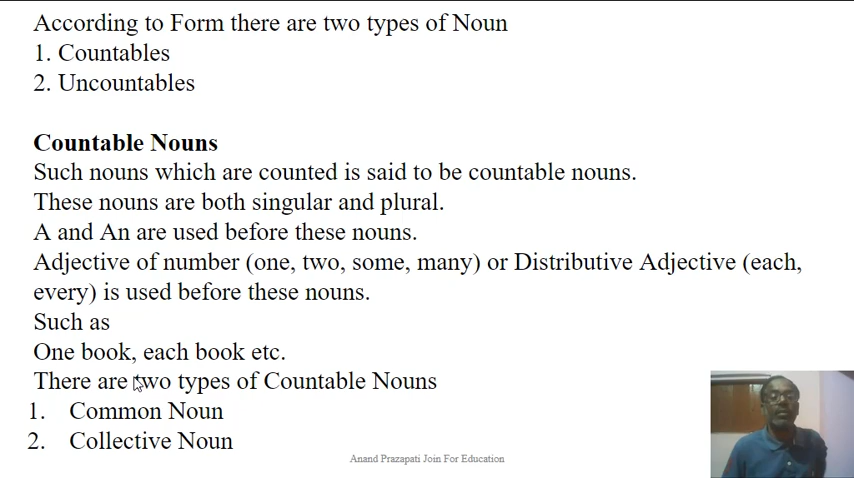 According to Form there are two types of Noun
1. Countables
2. Uncountables
Countable Nouns
Such nouns which are counted is said to be countable nouns.
These nouns are both singular and plural.
A and An are used before these nouns.
Adjective of number (one, two, some, many) or Distributive Adjective (each,
every) is used before these nouns.
Such as
One book, each book etc.
There are two types of Countable Nouns
1. Common Noun
2. Collective Noun
Anand Prazapati Join For Education